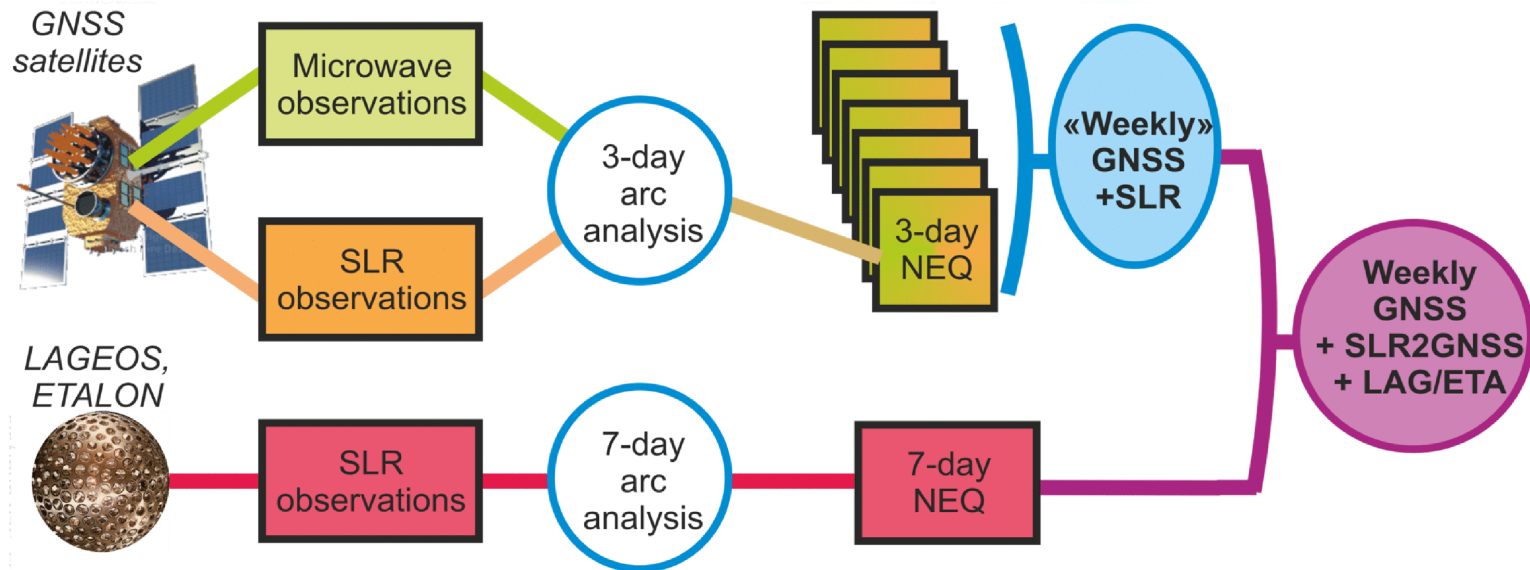 GNSS
satellites
Microwave
observations
SLR
observations
3-day
arc
analysis
3-day
NEQ
«Weekly»
GNSS
+SLR
Weekly
GNSS
+ SLR2GNSS
+ LAG/ETA
LAGEOS,
ETALON
SLR
observations
7-day
arc
analysis
7-day
NEQ